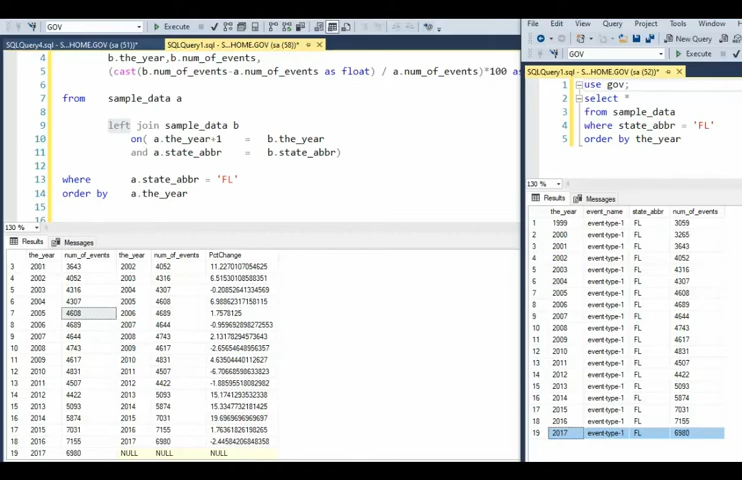 GOV
Execute
SQLQuery4.sql - S...HOME.GOV (sa (51))*
SQLQuery1.sql - S...HOME.GOV (sa (58))*
4 b.the_year,b.num_of_events,
5 (cast(b.num_of_events-a.num_of_events as float) / a.num_of_events)*100 as
6
7 from sample_data a
8
9 left join sample_data b
10 on( a.the_year+1 = b.the_year
11 and a.state_abbr = b.state_abbr)
12
13 where a.state_abbr = 'FL'
14 order by a.the_year
15
16
130 %
Results Messages
the_year num_of_events the_year num_of_events PctChange
3 2001 3643 2002 4052 11.2270107054625
4 2002 4052 2003 4316 6.51530108588351
5 2003 4316 2004 4307 -0.20852641334569
6 2004 4307 2005 4608 6.98862317158115
7 2005 4608 2006 4689 1.7578125
8 2006 4689 2007 4644 -0.959692898272553
9 2007 4644 2008 4743 2.13178294573643
10 2008 4743 2009 4617 -2.65654648956357
11 2009 4617 2010 4831 4.63504440112627
12 2010 4831 2011 4507 -6.70668598633823
13 2011 4507 2012 4422 -1.88595518082982
14 2012 4422 2013 5093 15.1741293532338
15 2013 5093 2014 5874 15.3347732181425
16 2014 5874 2015 7031 19.6969696969697
17 2015 7031 2016 7155 1.76361826198265
18 2016 7155 2017 6980 -2.44584206848358
19 2017 6980 NULL NULL NULL
File Edit View Query Project Tools Window
New Query
GOV
Execute
SQLQuery1.sql - S...HOME.GOV (sa (52))*
1 use gov;
2 select *
3 from sample_data
4 where state_abbr = 'FL'
5 order by the_year
130 %
Results Messages
the_year event_name state_abbr num_of_events
1 1999 event-type-1 FL 3059
2 2000 event-type-1 FL 3265
3 2001 event-type-1 FL 3643
4 2002 event-type-1 FL 4052
5 2003 event-type-1 FL 4316
6 2004 event-type-1 FL 4307
7 2005 event-type-1 FL 4608
8 2006 event-type-1 FL 4689
9 2007 event-type-1 FL 4644
10 2008 event-type-1 FL 4743
11 2009 event-type-1 FL 4617
12 2010 event-type-1 FL 4831
13 2011 event-type-1 FL 4507
14 2012 event-type-1 FL 4422
15 2013 event-type-1 FL 5093
16 2014 event-type-1 FL 5874
17 2015 event-type-1 FL 7031
18 2016 event-type-1 FL 7155
19 2017 event-type-1 FL 6980